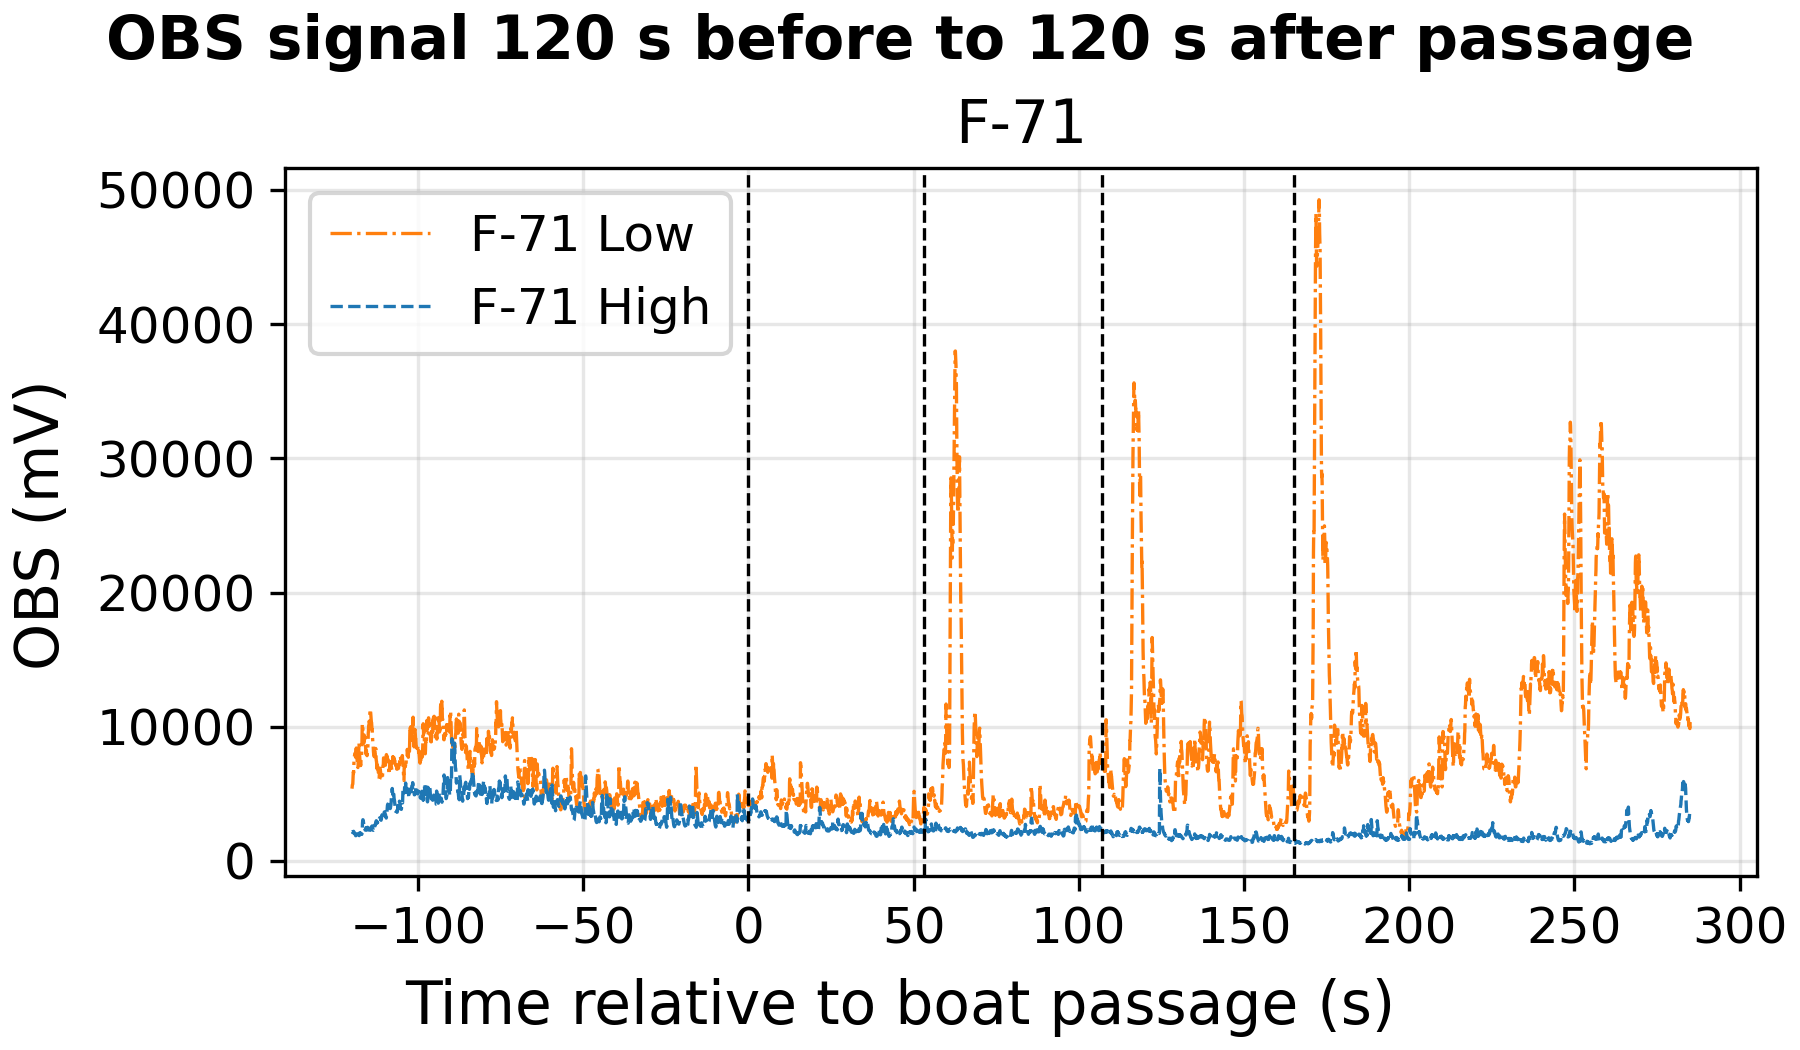 OBS signal 120 s before to 120 s after passage
F-71
50000
40000
30000
20000
10000
0
OBS (mV)
F-71 Low
F-71 High
−100 −50 0 50 100 150 200 250 300
Time relative to boat passage (s)